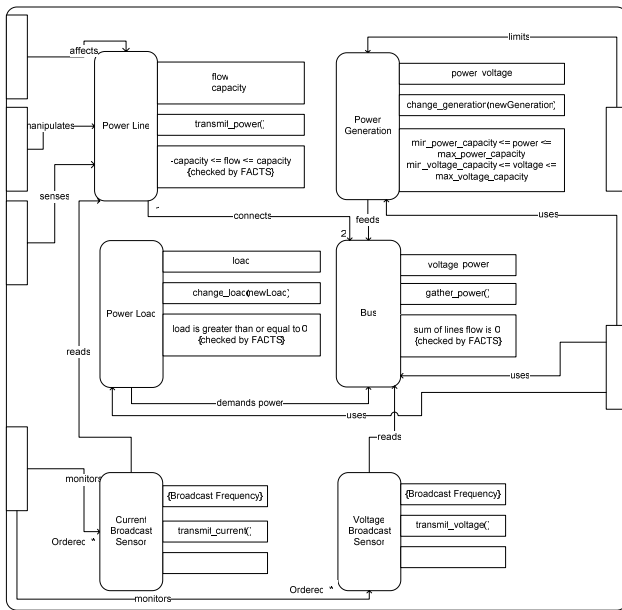 limits
affects
flow
capacity
power voltage
manipulates
Power Line
transmit_power()
Power
Generation
change_generation(newGeneration)
-capacity <= flow <= capacity
{checked by FACTS}
min_power_capacity <= power <=
max_power_capacity
min_voltage_capacity <= voltage <=
max_voltage_capacity
senses
connects
feeds
uses
2
load
voltage power
change_load(newLoad)
gather_power()
Power Load
Bus
load is greater than or equal to 0
{checked by FACTS}
sum of lines flow is 0
{checked by FACTS}
reads
uses
demands power
uses
reads
monitors
{Broadcast Frequency}
{Broadcast Frequency}
Current
Broadcast
Sensor
transmit_current()
Voltage
Broadcast
Sensor
transmit_voltage()
Ordered *
Ordered *
monitors